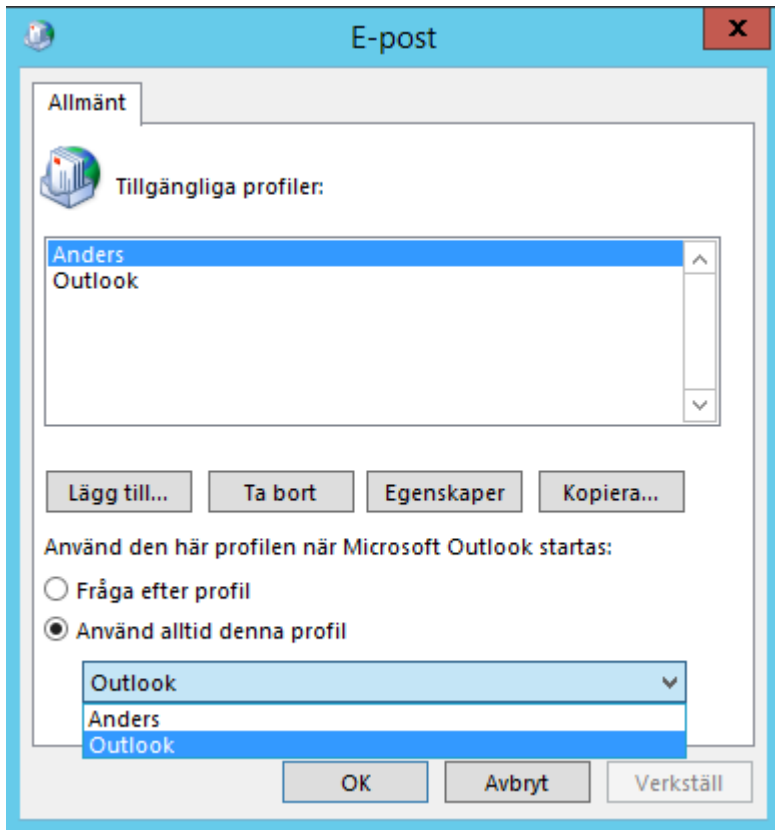 E-post
Allmänt
Tillgängliga profiler:
Anders
Outlook
Lägg till... Ta bort Egenskaper Kopiera...
Använd den här profilen när Microsoft Outlook startas:
Fråga efter profil
Använd alltid denna profil
Outlook
Anders
Outlook
OK Avbryt Verkställ